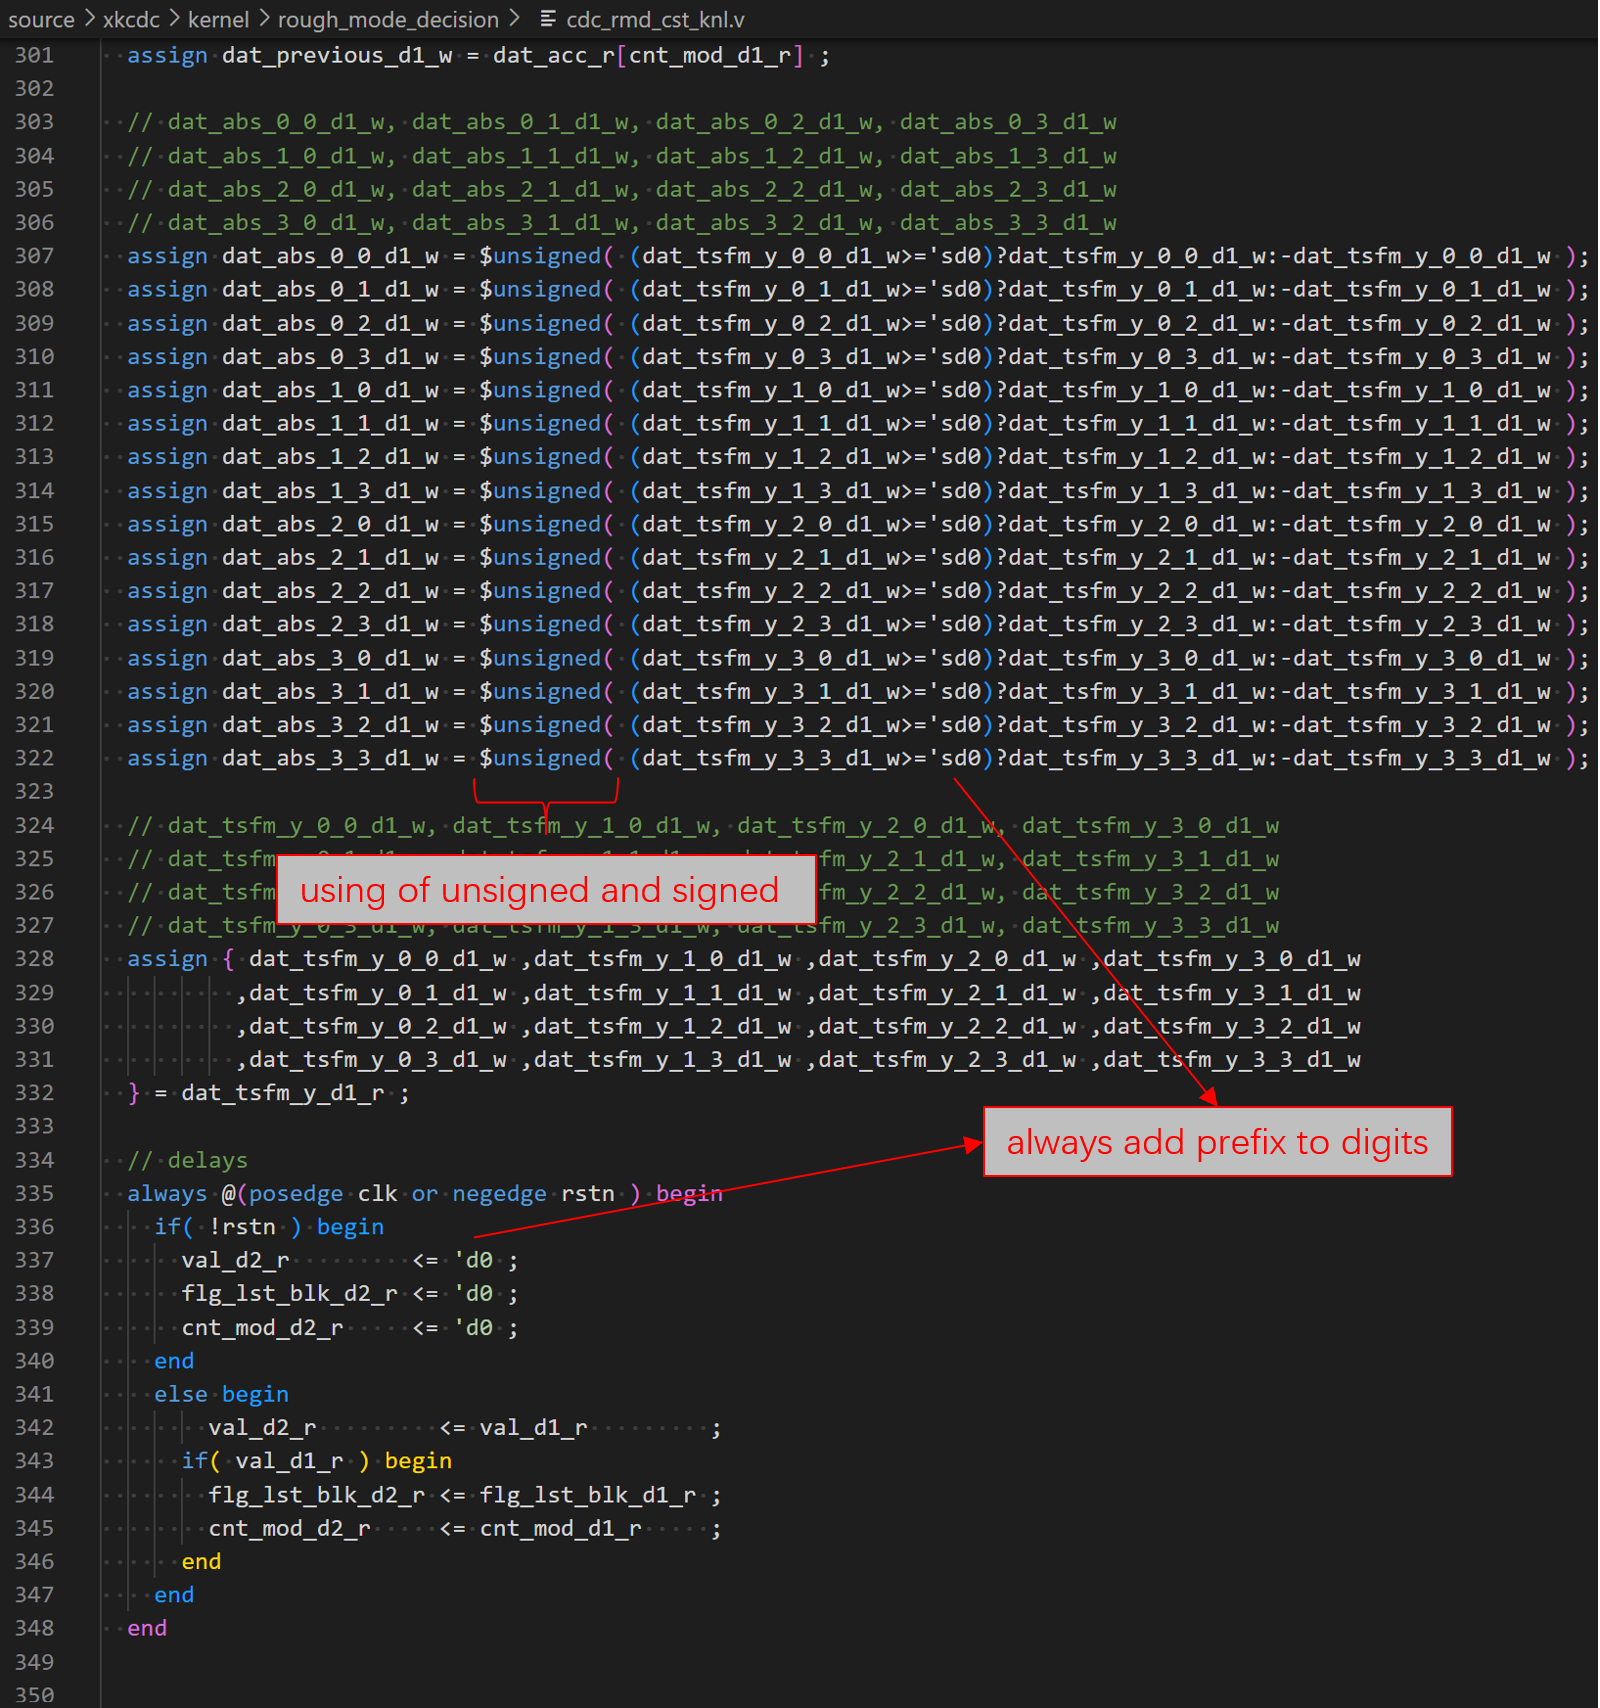 source > xkcdc > kernel > rough_mode_decision > cdc_rmd_cst_knl.v
301 assign dat_previous_d1_w = dat_acc_r[cnt_mod_d1_r] ;
302
303 // dat_abs_0_0_d1_w, dat_abs_0_1_d1_w, dat_abs_0_2_d1_w, dat_abs_0_3_d1_w
304 // dat_abs_1_0_d1_w, dat_abs_1_1_d1_w, dat_abs_1_2_d1_w, dat_abs_1_3_d1_w
305 // dat_abs_2_0_d1_w, dat_abs_2_1_d1_w, dat_abs_2_2_d1_w, dat_abs_2_3_d1_w
306 // dat_abs_3_0_d1_w, dat_abs_3_1_d1_w, dat_abs_3_2_d1_w, dat_abs_3_3_d1_w
307 assign dat_abs_0_0_d1_w = $unsigned( (dat_tsfm_y_0_0_d1_w>='sd0)?dat_tsfm_y_0_0_d1_w:-dat_tsfm_y_0_0_d1_w );
308 assign dat_abs_0_1_d1_w = $unsigned( (dat_tsfm_y_0_1_d1_w>='sd0)?dat_tsfm_y_0_1_d1_w:-dat_tsfm_y_0_1_d1_w );
309 assign dat_abs_0_2_d1_w = $unsigned( (dat_tsfm_y_0_2_d1_w>='sd0)?dat_tsfm_y_0_2_d1_w:-dat_tsfm_y_0_2_d1_w );
310 assign dat_abs_0_3_d1_w = $unsigned( (dat_tsfm_y_0_3_d1_w>='sd0)?dat_tsfm_y_0_3_d1_w:-dat_tsfm_y_0_3_d1_w );
311 assign dat_abs_1_0_d1_w = $unsigned( (dat_tsfm_y_1_0_d1_w>='sd0)?dat_tsfm_y_1_0_d1_w:-dat_tsfm_y_1_0_d1_w );
312 assign dat_abs_1_1_d1_w = $unsigned( (dat_tsfm_y_1_1_d1_w>='sd0)?dat_tsfm_y_1_1_d1_w:-dat_tsfm_y_1_1_d1_w );
313 assign dat_abs_1_2_d1_w = $unsigned( (dat_tsfm_y_1_2_d1_w>='sd0)?dat_tsfm_y_1_2_d1_w:-dat_tsfm_y_1_2_d1_w );
314 assign dat_abs_1_3_d1_w = $unsigned( (dat_tsfm_y_1_3_d1_w>='sd0)?dat_tsfm_y_1_3_d1_w:-dat_tsfm_y_1_3_d1_w );
315 assign dat_abs_2_0_d1_w = $unsigned( (dat_tsfm_y_2_0_d1_w>='sd0)?dat_tsfm_y_2_0_d1_w:-dat_tsfm_y_2_0_d1_w );
316 assign dat_abs_2_1_d1_w = $unsigned( (dat_tsfm_y_2_1_d1_w>='sd0)?dat_tsfm_y_2_1_d1_w:-dat_tsfm_y_2_1_d1_w );
317 assign dat_abs_2_2_d1_w = $unsigned( (dat_tsfm_y_2_2_d1_w>='sd0)?dat_tsfm_y_2_2_d1_w:-dat_tsfm_y_2_2_d1_w );
318 assign dat_abs_2_3_d1_w = $unsigned( (dat_tsfm_y_2_3_d1_w>='sd0)?dat_tsfm_y_2_3_d1_w:-dat_tsfm_y_2_3_d1_w );
319 assign dat_abs_3_0_d1_w = $unsigned( (dat_tsfm_y_3_0_d1_w>='sd0)?dat_tsfm_y_3_0_d1_w:-dat_tsfm_y_3_0_d1_w );
320 assign dat_abs_3_1_d1_w = $unsigned( (dat_tsfm_y_3_1_d1_w>='sd0)?dat_tsfm_y_3_1_d1_w:-dat_tsfm_y_3_1_d1_w );
321 assign dat_abs_3_2_d1_w = $unsigned( (dat_tsfm_y_3_2_d1_w>='sd0)?dat_tsfm_y_3_2_d1_w:-dat_tsfm_y_3_2_d1_w );
322 assign dat_abs_3_3_d1_w = $unsigned( (dat_tsfm_y_3_3_d1_w>='sd0)?dat_tsfm_y_3_3_d1_w:-dat_tsfm_y_3_3_d1_w );
323
324 // dat_tsfm_y_0_0_d1_w, dat_tsfm_y_1_0_d1_w, dat_tsfm_y_2_0_d1_w, dat_tsfm_y_3_0_d1_w
325 // dat_tsfm_y_2_1_d1_w, dat_tsfm_y_3_1_d1_w
using of unsigned and signed
326 // dat_tsfm_y_2_2_d1_w, dat_tsfm_y_3_2_d1_w
327 // dat_tsfm_y_0_3_d1_w, dat_tsfm_y_1_3_d1_w, dat_tsfm_y_2_3_d1_w, dat_tsfm_y_3_3_d1_w
328 assign { dat_tsfm_y_0_0_d1_w ,dat_tsfm_y_1_0_d1_w ,dat_tsfm_y_2_0_d1_w ,dat_tsfm_y_3_0_d1_w
329 ,dat_tsfm_y_0_1_d1_w ,dat_tsfm_y_1_1_d1_w ,dat_tsfm_y_2_1_d1_w ,dat_tsfm_y_3_1_d1_w
330 ,dat_tsfm_y_0_2_d1_w ,dat_tsfm_y_1_2_d1_w ,dat_tsfm_y_2_2_d1_w ,dat_tsfm_y_3_2_d1_w
331 ,dat_tsfm_y_0_3_d1_w ,dat_tsfm_y_1_3_d1_w ,dat_tsfm_y_2_3_d1_w ,dat_tsfm_y_3_3_d1_w
332 } = dat_tsfm_y_d1_r ;
333
always add prefix to digits
334 // delays
335 always @(posedge clk or negedge rstn ) begin
336 if( !rstn ) begin
337 val_d2_r <= 'd0 ;
338 flg_lst_blk_d2_r <= 'd0 ;
339 cnt_mod_d2_r <= 'd0 ;
340 end
341 else begin
342 val_d2_r <= val_d1_r ;
343 if( val_d1_r ) begin
344 flg_lst_blk_d2_r <= flg_lst_blk_d1_r ;
345 cnt_mod_d2_r <= cnt_mod_d1_r ;
346 end
347 end
348 end
349
350